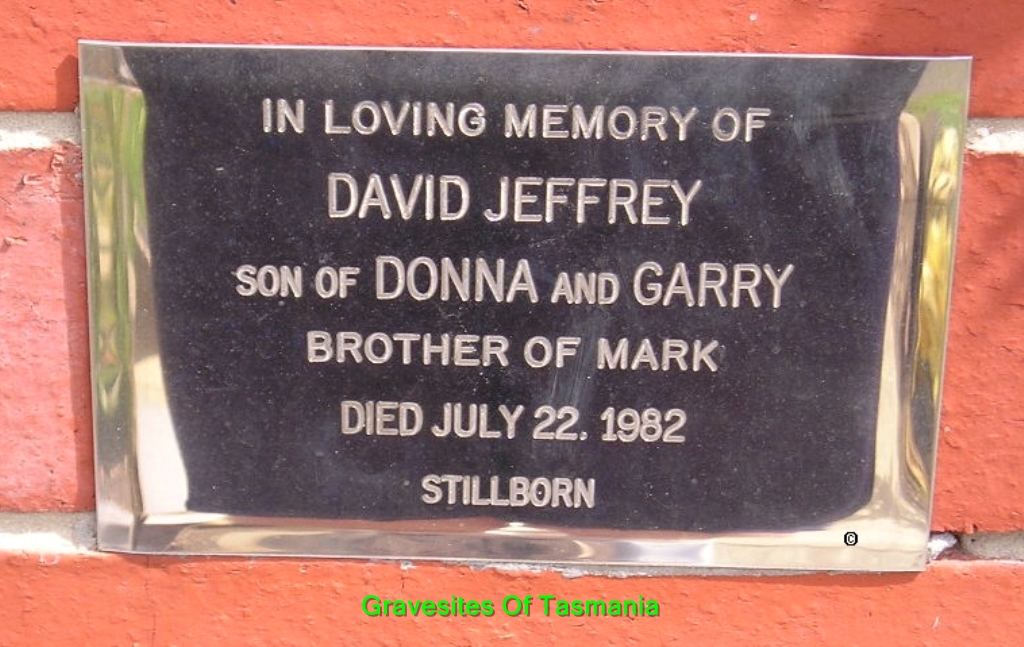 IN LOVING MEMORY OF
DAVID JEFFREY
SON OF DONNA AND GARRY
BROTHER OF MARK
DIED JULY 22. 1982
STILLBORN
©
Gravesites Of Tasmania